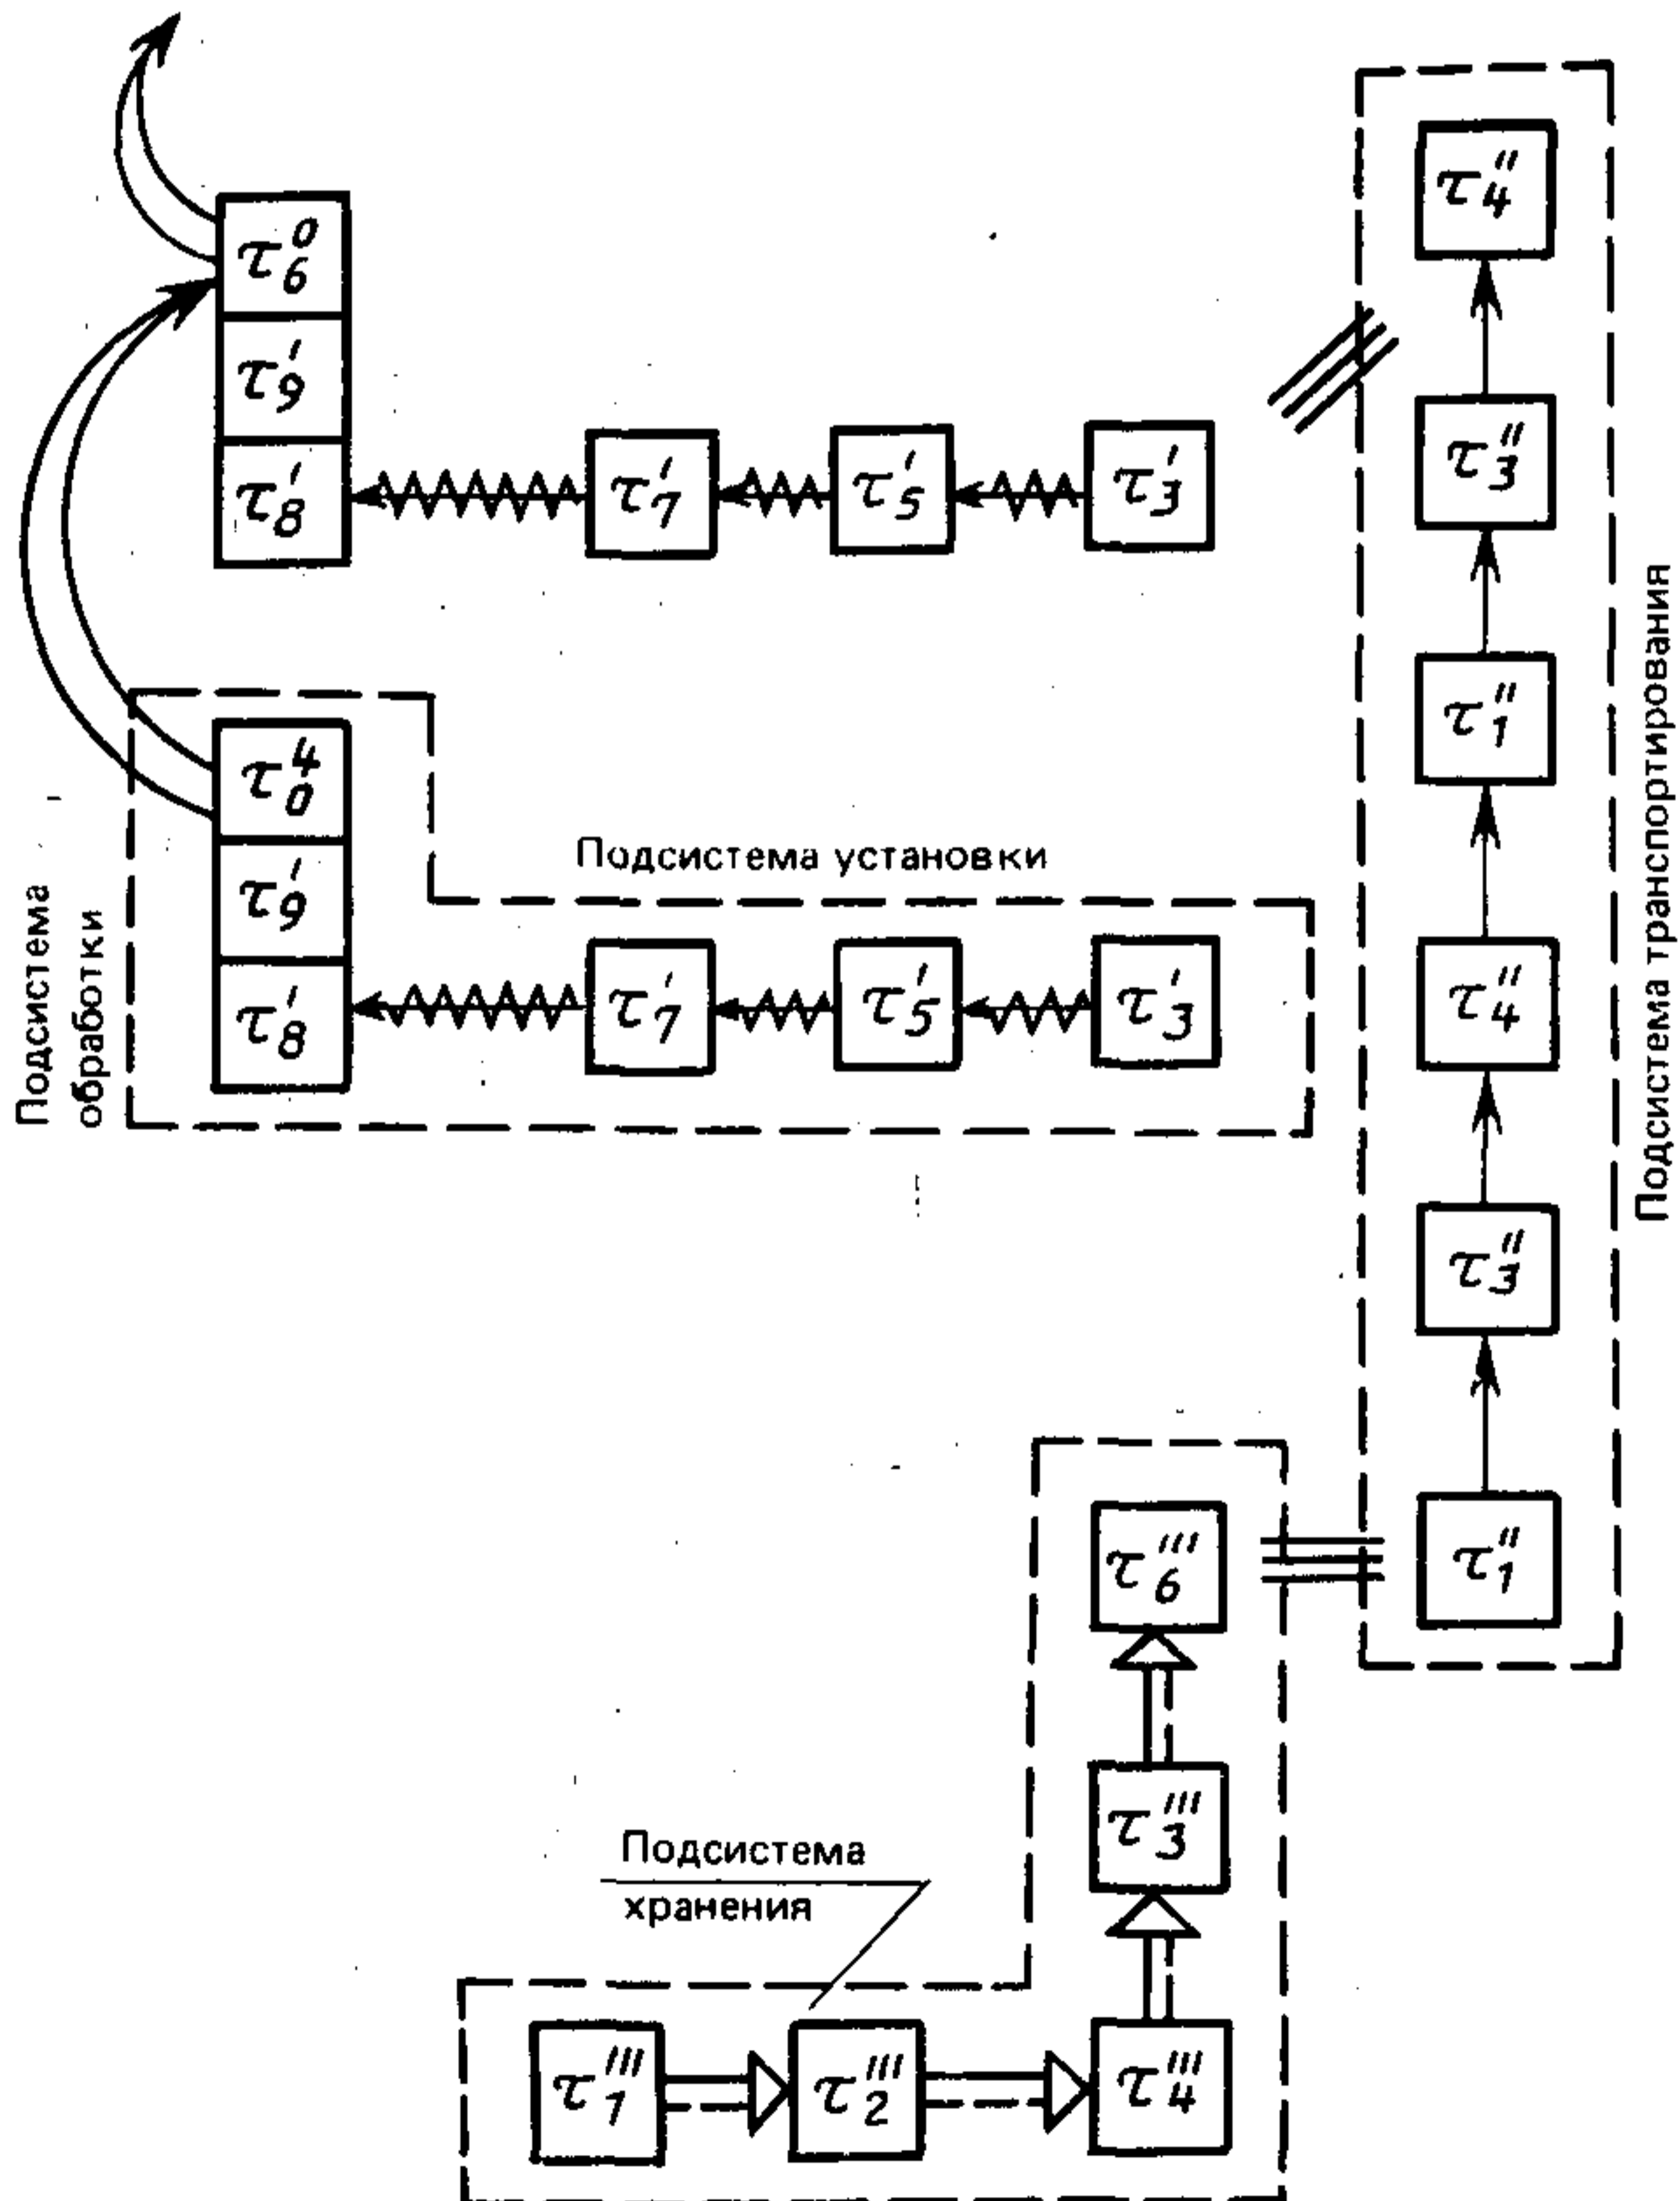 τ₄″
τ₆⁰
τ₉′
τ₈′
τ₇′
τ₅′
τ₃′
τ₃″
τ₁″
Подсистема транспортирования
τ₀⁴
τ₉′
τ₈′
Подсистема
обработки
Подсистема установки
τ₇′
τ₅′
τ₃′
τ₄″
τ₃″
τ₁″
τ₆‴
τ₃‴
Подсистема
хранения
τ₁‴
τ₂‴
τ₄‴